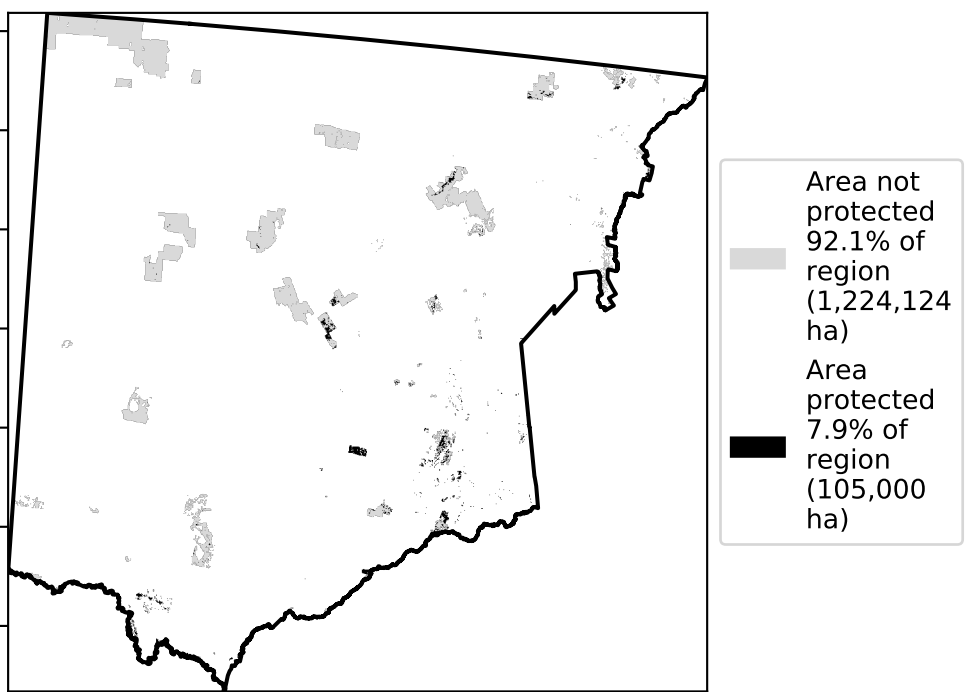 Area not
protected
92.1% of
region
(1,224,124
ha)
Area
protected
7.9% of
region
(105,000
ha)